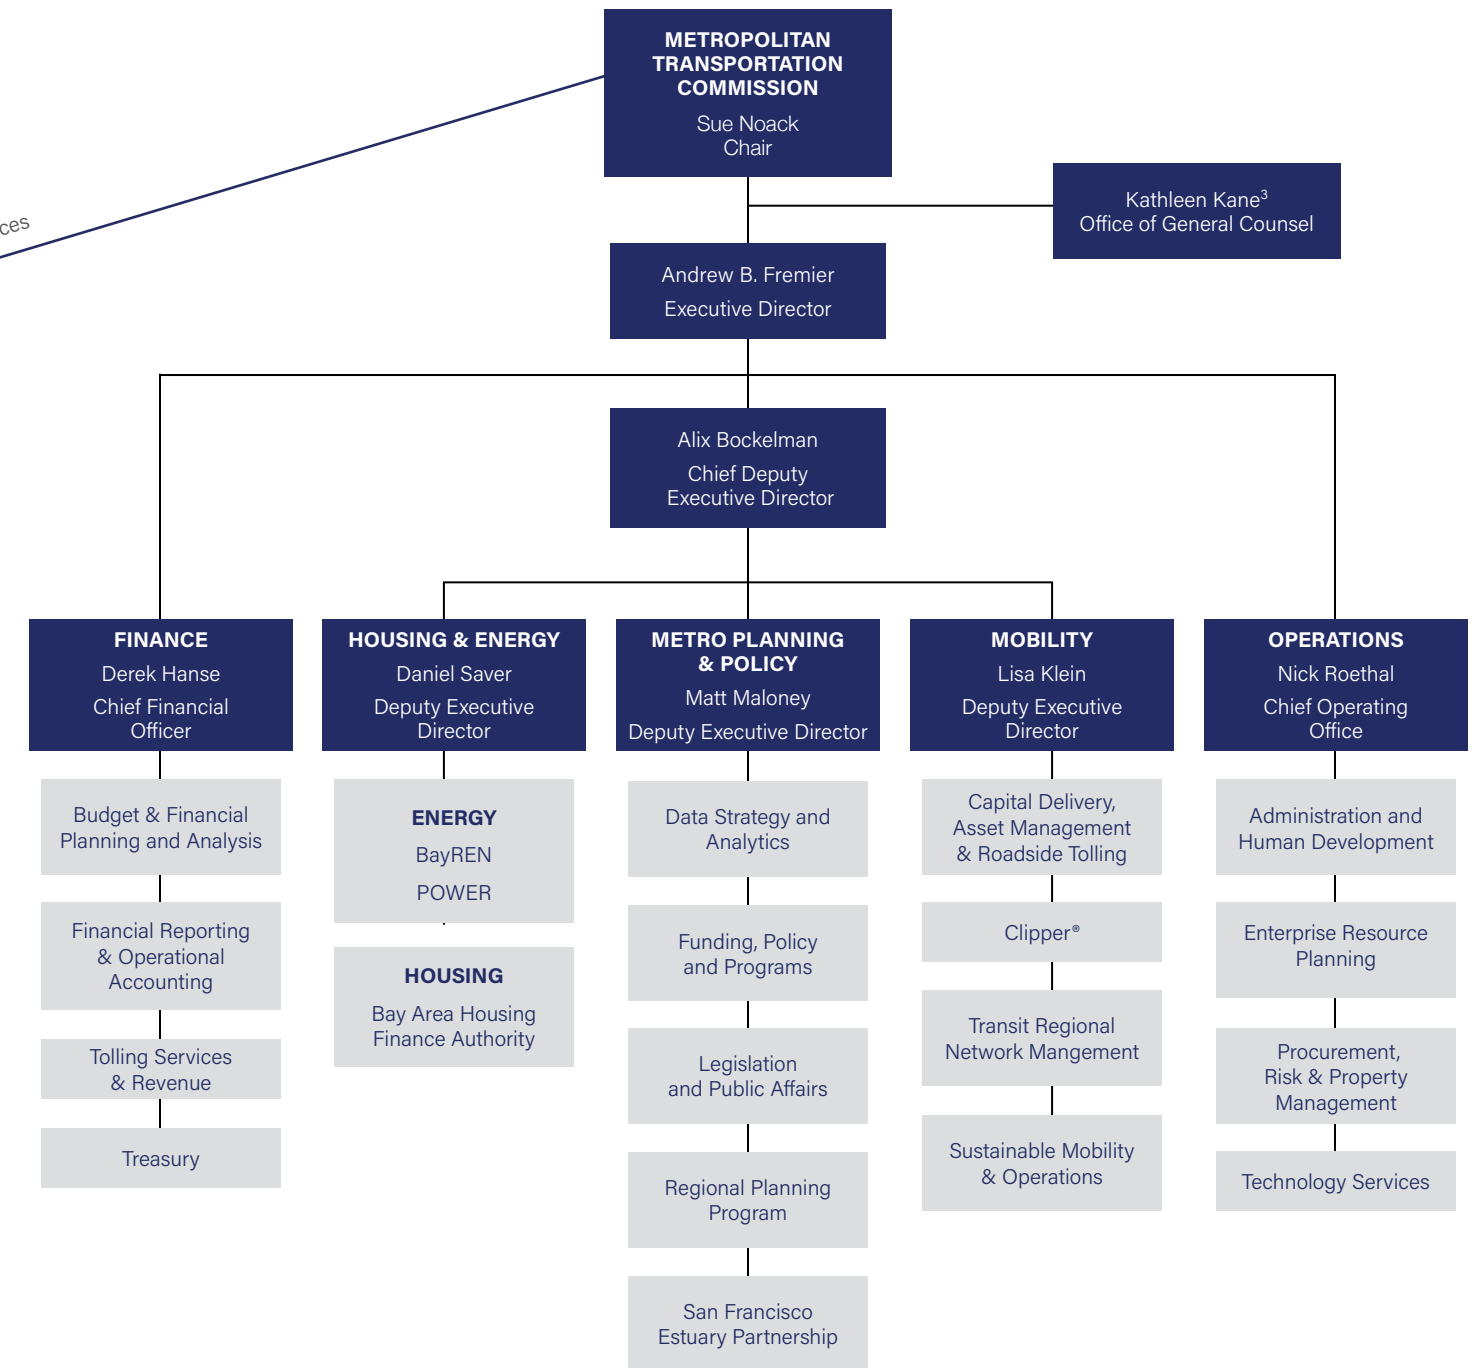 METROPOLITAN
TRANSPORTATION
COMMISSION
Sue Noack
Chair
Kathleen Kane³
Office of General Counsel
Andrew B. Fremier
Executive Director
Alix Bockelman
Chief Deputy
Executive Director
FINANCE
Derek Hanse
Chief Financial
Officer
Budget & Financial
Planning and Analysis
Financial Reporting
& Operational
Accounting
Tolling Services
& Revenue
Treasury
HOUSING & ENERGY
Daniel Saver
Deputy Executive
Director
ENERGY
BayREN
POWER
HOUSING
Bay Area Housing
Finance Authority
METRO PLANNING
& POLICY
Matt Maloney
Deputy Executive Director
Data Strategy and
Analytics
Funding, Policy
and Programs
Legislation
and Public Affairs
Regional Planning
Program
San Francisco
Estuary Partnership
MOBILITY
Lisa Klein
Deputy Executive
Director
Capital Delivery,
Asset Management
& Roadside Tolling
Clipper®
Transit Regional
Network Mangement
Sustainable Mobility
& Operations
OPERATIONS
Nick Roethal
Chief Operating
Office
Administration and
Human Development
Enterprise Resource
Planning
Procurement,
Risk & Property
Management
Technology Services